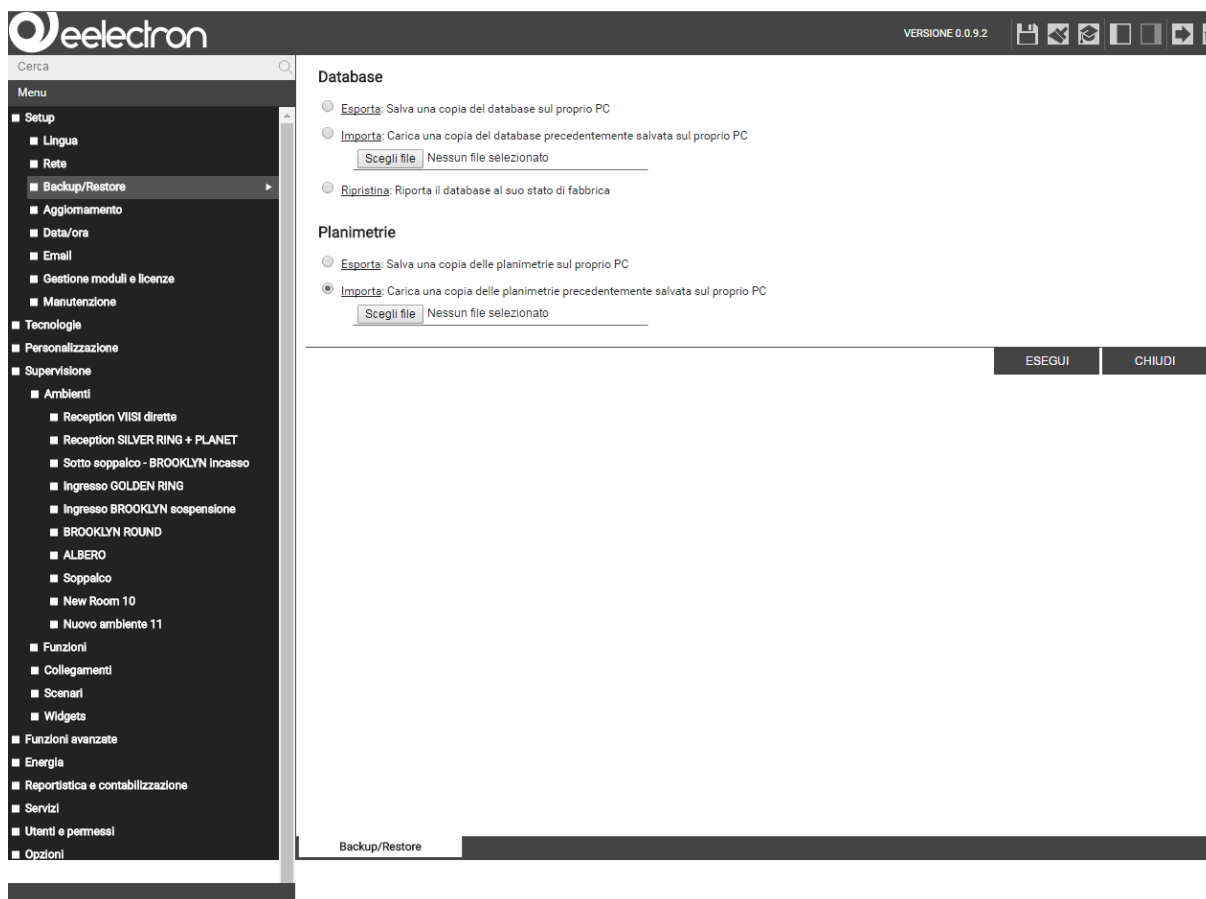 eelectron
VERSIONE 0.0.9.2
Cerca
Menu
Setup
Lingua
Rete
Backup/Restore
Aggiornamento
Data/ora
Email
Gestione moduli e licenze
Manutenzione
Tecnologie
Personalizzazione
Supervisione
Ambienti
Reception VIISI dirette
Reception SILVER RING + PLANET
Sotto soppalco - BROOKLYN incasso
Ingresso GOLDEN RING
Ingresso BROOKLYN sospensione
BROOKLYN ROUND
ALBERO
Soppalco
New Room 10
Nuovo ambiente 11
Funzioni
Collegamenti
Scenari
Widgets
Funzioni avanzate
Energia
Reportistica e contabilizzazione
Servizi
Utenti e permessi
Opzioni
Database
Esporta: Salva una copia del database sul proprio PC
Importa: Carica una copia del database precedentemente salvata sul proprio PC
Scegli file Nessun file selezionato
Ripristina: Riporta il database al suo stato di fabbrica
Planimetrie
Esporta: Salva una copia delle planimetrie sul proprio PC
Importa: Carica una copia delle planimetrie precedentemente salvata sul proprio PC
Scegli file Nessun file selezionato
ESEGUI CHIUDI
Backup/Restore